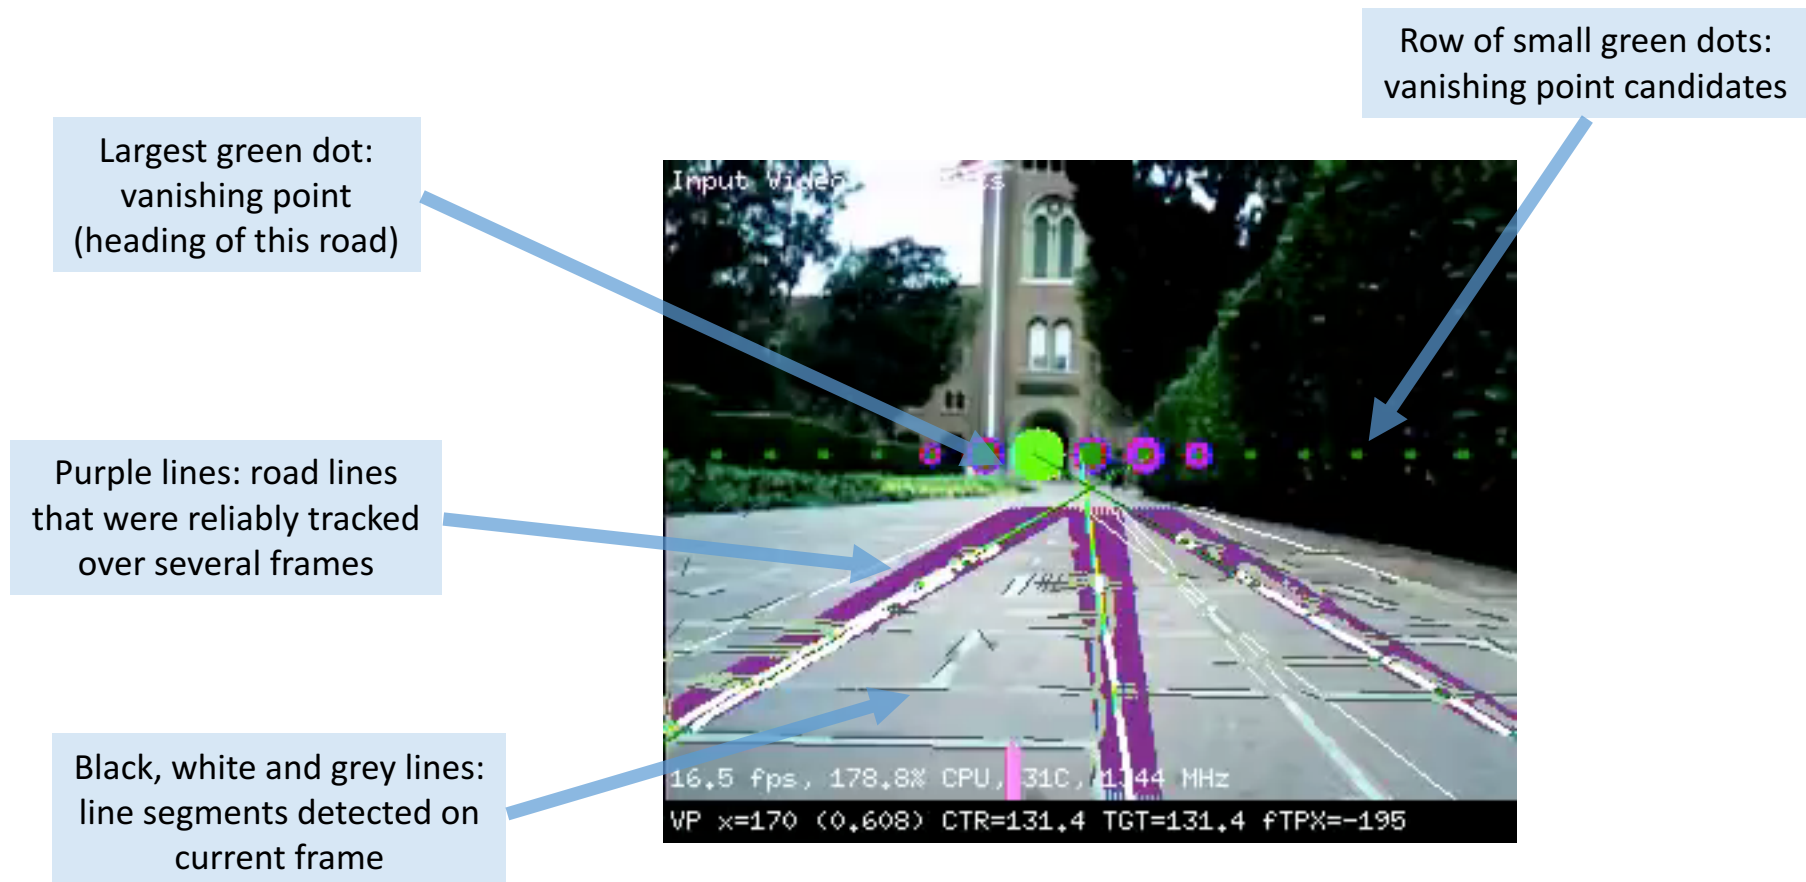 Row of small green dots:
vanishing point candidates
Largest green dot:
vanishing point
(heading of this road)
Input Video
Purple lines: road lines
that were reliably tracked
over several frames
Black, white and grey lines:
line segments detected on
current frame
16.5 fps, 178.8% CPU, 31C, 1344 MHz
VP x=170 (0.608) CTR=131.4 TGT=131.4 fTPX=-195